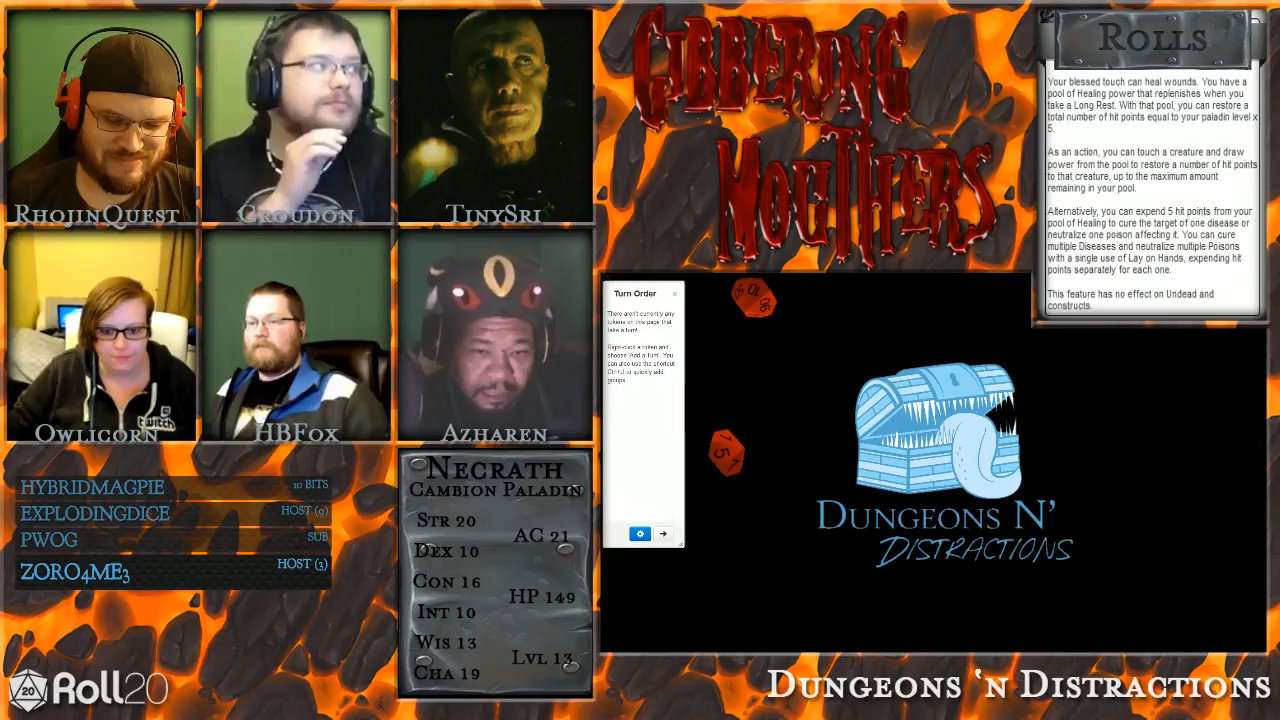 GIBBERING
MOUTHERS
Rolls
Your blessed touch can heal wounds. You have a
pool of Healing power that replenishes when you
take a Long Rest. With that pool, you can restore a
total number of hit points equal to your paladin level x
5.
As an action, you can touch a creature and draw
power from the pool to restore a number of hit points
to that creature, up to the maximum amount
remaining in your pool.
Alternatively, you can expend 5 hit points from your
pool of Healing to cure the target of one disease or
neutralize one poison affecting it. You can cure
multiple Diseases and neutralize multiple Poisons
with a single use of Lay on Hands, expending hit
points separately for each one.
This feature has no effect on Undead and
constructs.
RhojinQuest
Croudon
TinySri
Owlicorn
HBFox
Azharen
twitch
Turn Order
There aren't currently any
tokens on this page that
take a turn!
Right-click a token and
choose 'Add a Turn'. You
can also use the shortcut
Ctrl+U to quickly add
groups
Dungeons N'
Distractions
HYBRIDMAGPIE 10 BITS
EXPLODINGDICE HOST (9)
PWOG SUB
ZORO4ME3 HOST (3)
Necrath
Cambion Paladin
Str 20
AC 21
Dex 10
Con 16
HP 149
Int 10
Wis 13
Lvl 13
Cha 19
20 Roll20
Dungeons 'n Distractions